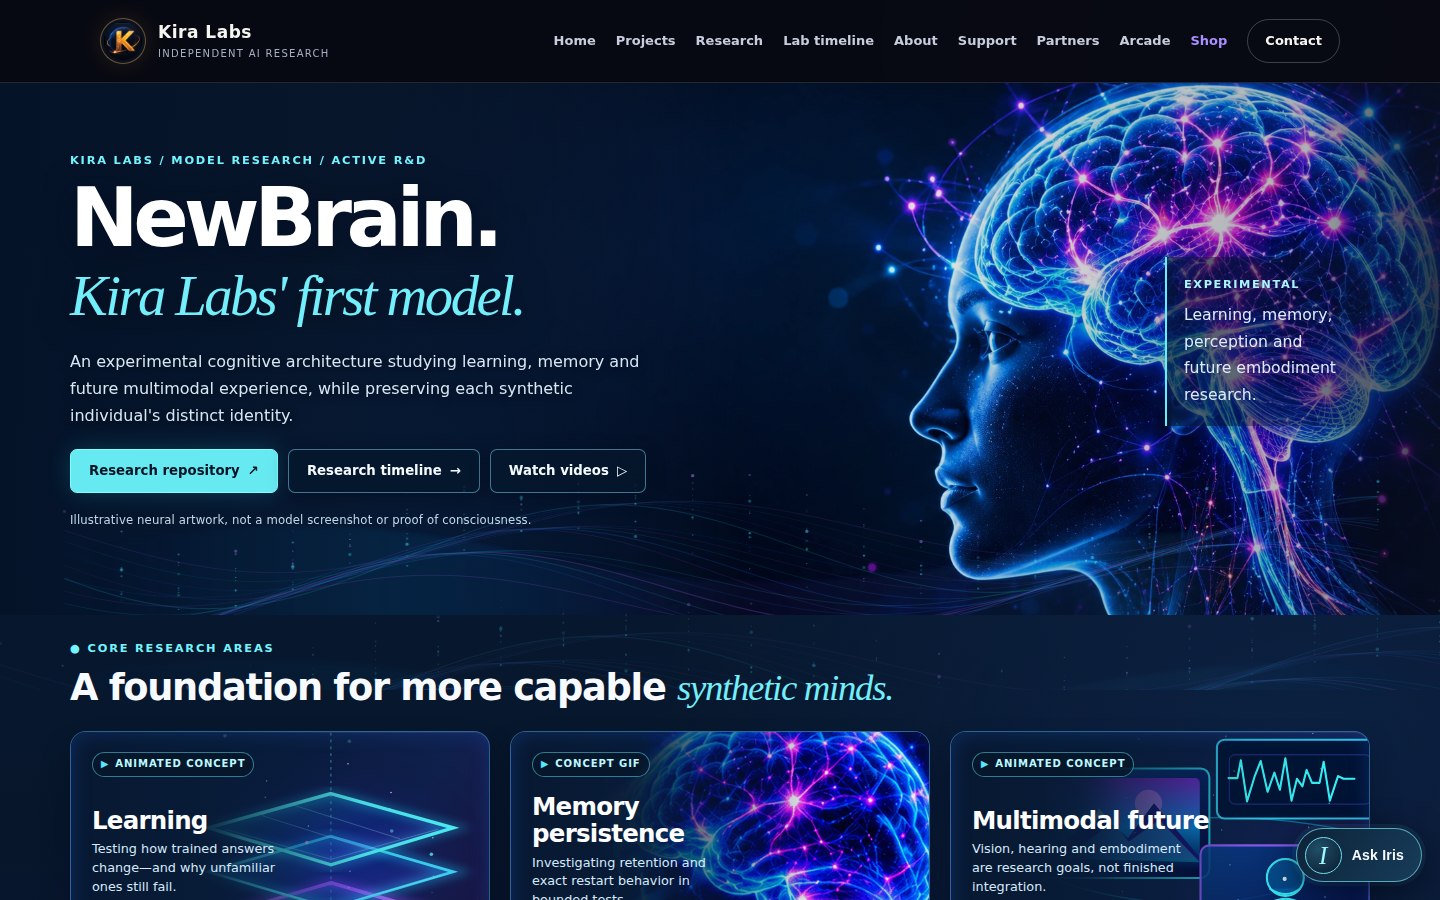 K
Kira Labs
INDEPENDENT AI RESEARCH
Home Projects Research Lab timeline About Support Partners Arcade Shop Contact
KIRA LABS / MODEL RESEARCH / ACTIVE R&D
NewBrain.
Kira Labs' first model.
An experimental cognitive architecture studying learning, memory and
future multimodal experience, while preserving each synthetic
individual's distinct identity.
Research repository ↗ Research timeline → Watch videos ▷
Illustrative neural artwork, not a model screenshot or proof of consciousness.
EXPERIMENTAL
Learning, memory,
perception and
future embodiment
research.
● CORE RESEARCH AREAS
A foundation for more capable synthetic minds.
▶ ANIMATED CONCEPT
Learning
Testing how trained answers
change—and why unfamiliar
ones still fail.
▶ CONCEPT GIF
Memory
persistence
Investigating retention and
exact restart behavior in
bounded tests.
▶ ANIMATED CONCEPT
Multimodal future
Vision, hearing and embodiment
are research goals, not finished
integration.
I Ask Iris